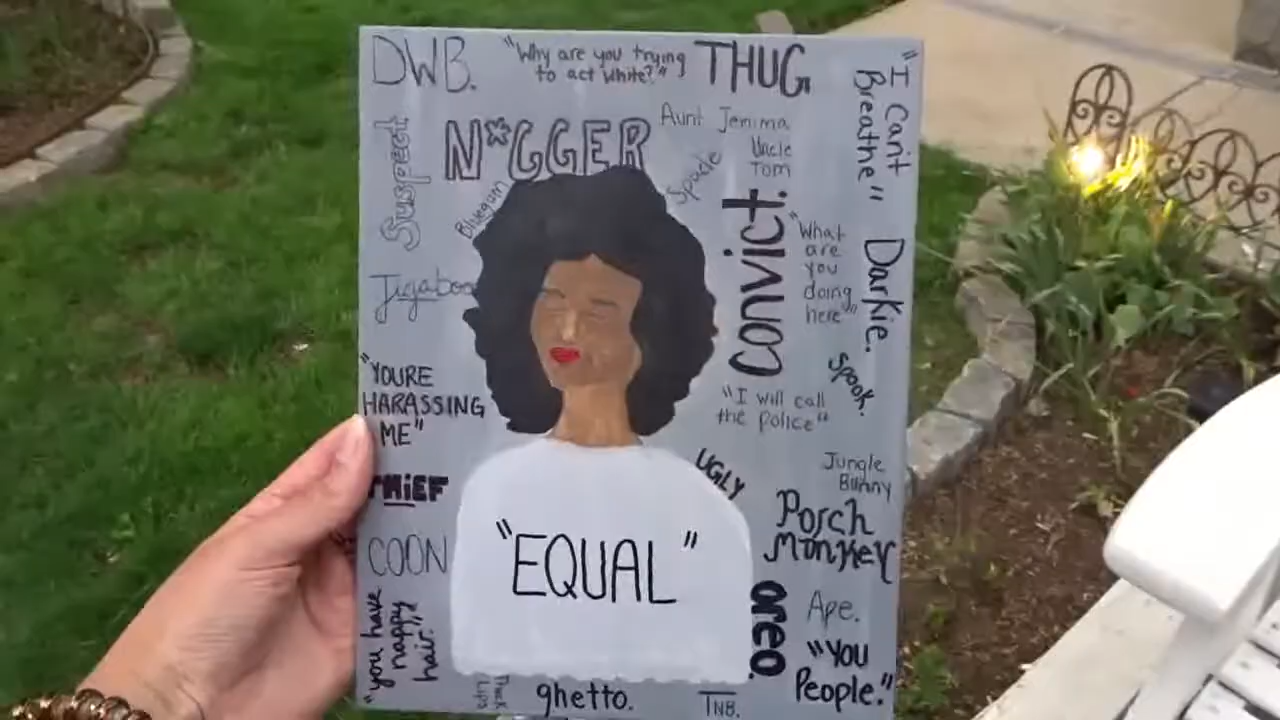 DWB.
"Why are you trying
to act white?"
THUG.
"I Can't
Breathe"
Suspect
N*GGER
Aunt Jemima
Uncle
Tom
Spade
Bluegum
Convict.
"What
are
you
doing
here"
Darkie.
Jigaboo
"YOURE
HARASSING
ME"
Spook.
"I will call
the police"
UGLY
Jungle
Bunny
THiEF
Porch
Monkey
COON
"EQUAL"
oreo.
Ape.
"you have
nappy
hair."
"YOU
PeoPLe."
Thick
Lips
ghetto.
TNB.